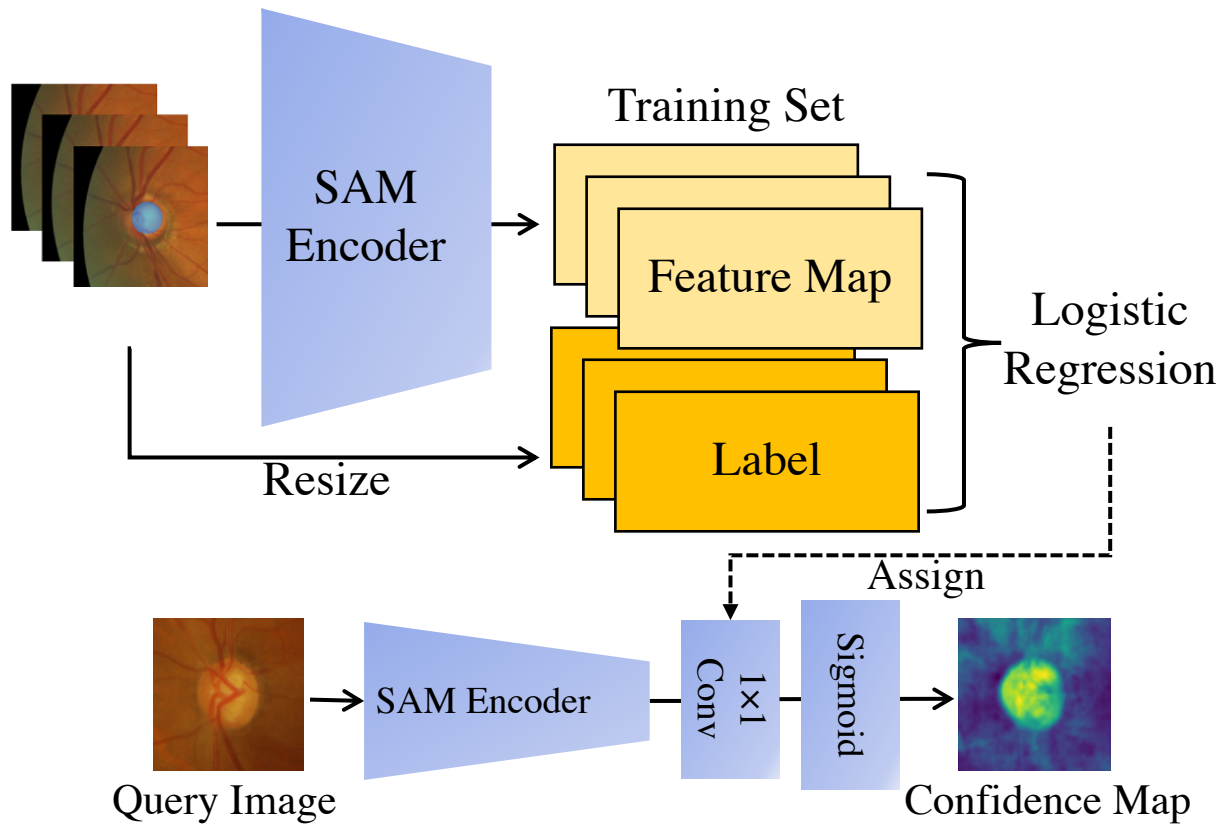 Training Set
SAM
Encoder
Feature Map
Logistic
Regression
Label
Resize
Assign
SAM Encoder
1×1
Conv
Sigmoid
Query Image
Confidence Map